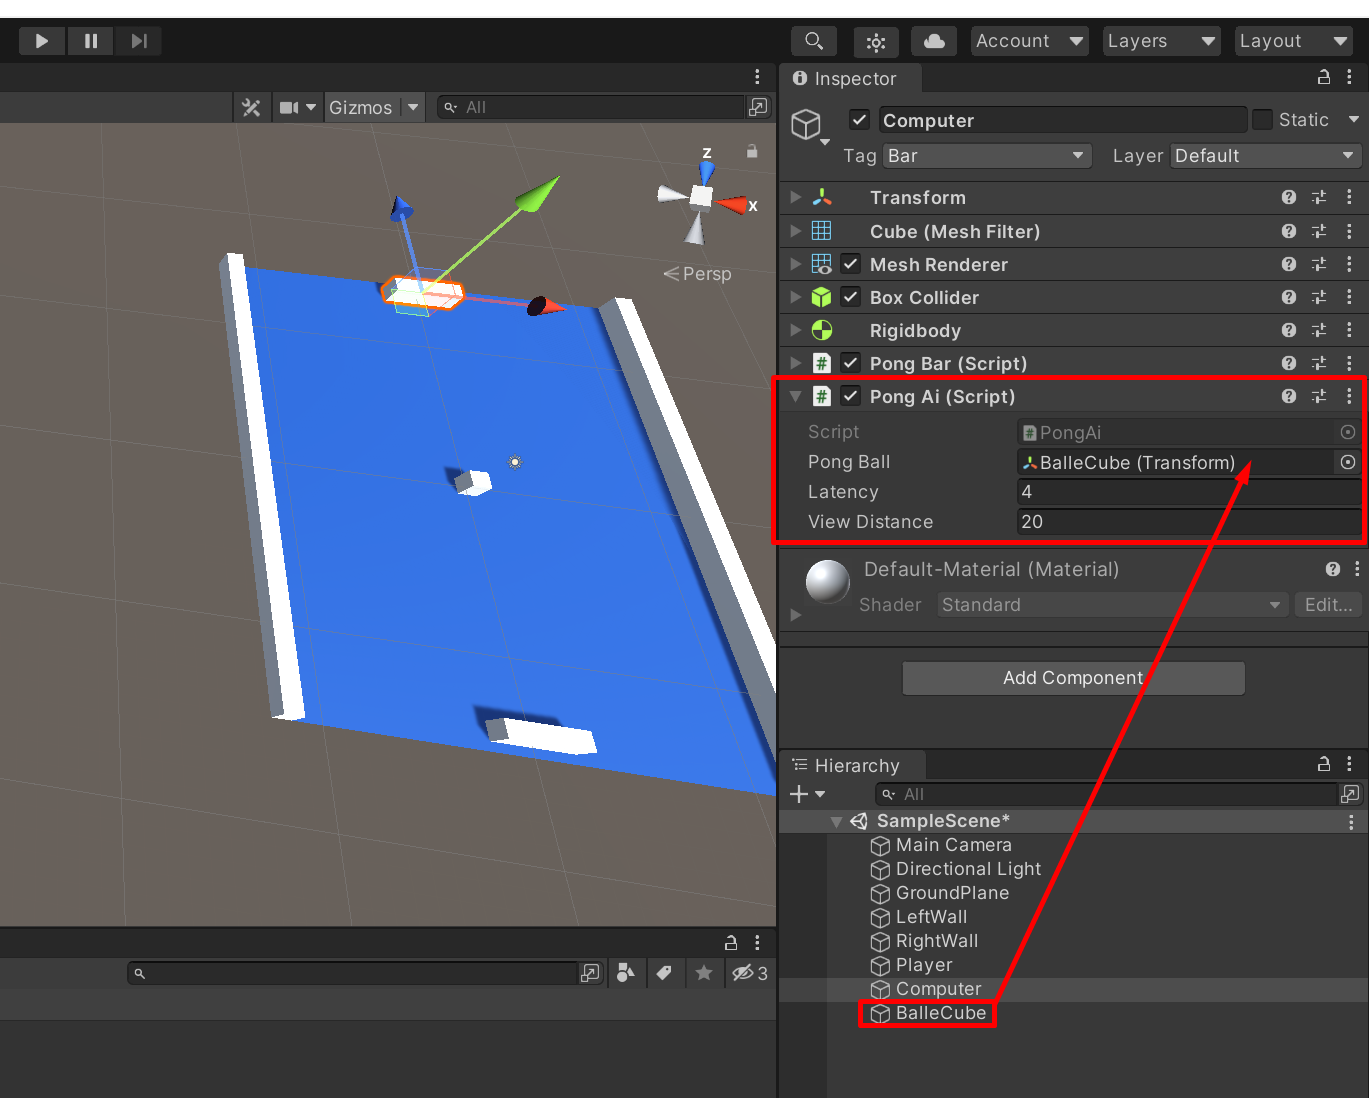 Account
Layers
Layout
Inspector
Gizmos
All
Computer
Static
Tag
Bar
Layer
Default
z
x
Persp
Transform
Cube (Mesh Filter)
Mesh Renderer
Box Collider
Rigidbody
# Pong Bar (Script)
# Pong Ai (Script)
Script
# PongAi
Pong Ball
BalleCube (Transform)
Latency
4
View Distance
20
Default-Material (Material)
Shader
Standard
Edit...
Add Component
Hierarchy
All
SampleScene*
Main Camera
Directional Light
GroundPlane
LeftWall
RightWall
Player
Computer
BalleCube
3